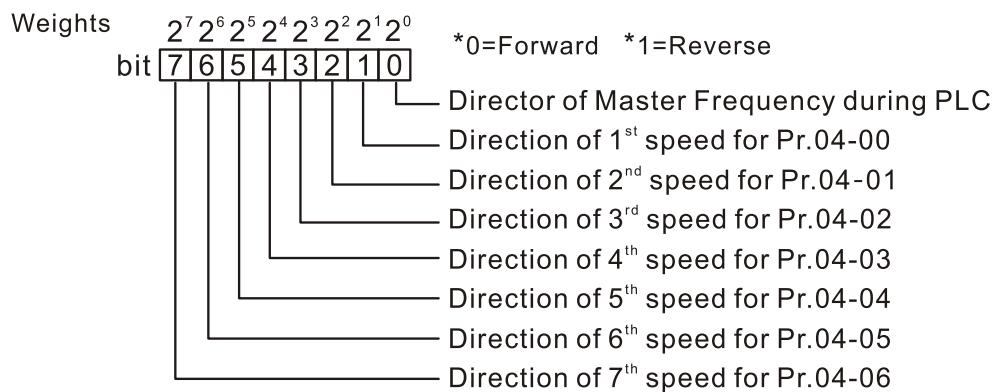 Weights 2⁷ 2⁶ 2⁵ 2⁴ 2³ 2² 2¹ 2⁰ *0=Forward *1=Reverse
bit 7 6 5 4 3 2 1 0
Director of Master Frequency during PLC
Direction of 1st speed for Pr.04-00
Direction of 2nd speed for Pr.04-01
Direction of 3rd speed for Pr.04-02
Direction of 4th speed for Pr.04-03
Direction of 5th speed for Pr.04-04
Direction of 6th speed for Pr.04-05
Direction of 7th speed for Pr.04-06